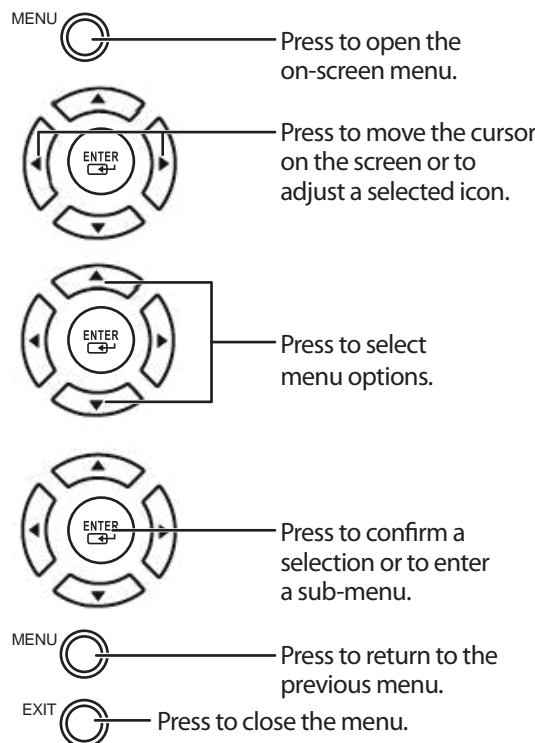 MENU
Press to open the
on-screen menu.
ENTER
Press to move the cursor
on the screen or to
adjust a selected icon.
ENTER
Press to select
menu options.
ENTER
Press to confirm a
selection or to enter
a sub-menu.
MENU
Press to return to the
previous menu.
EXIT
Press to close the menu.